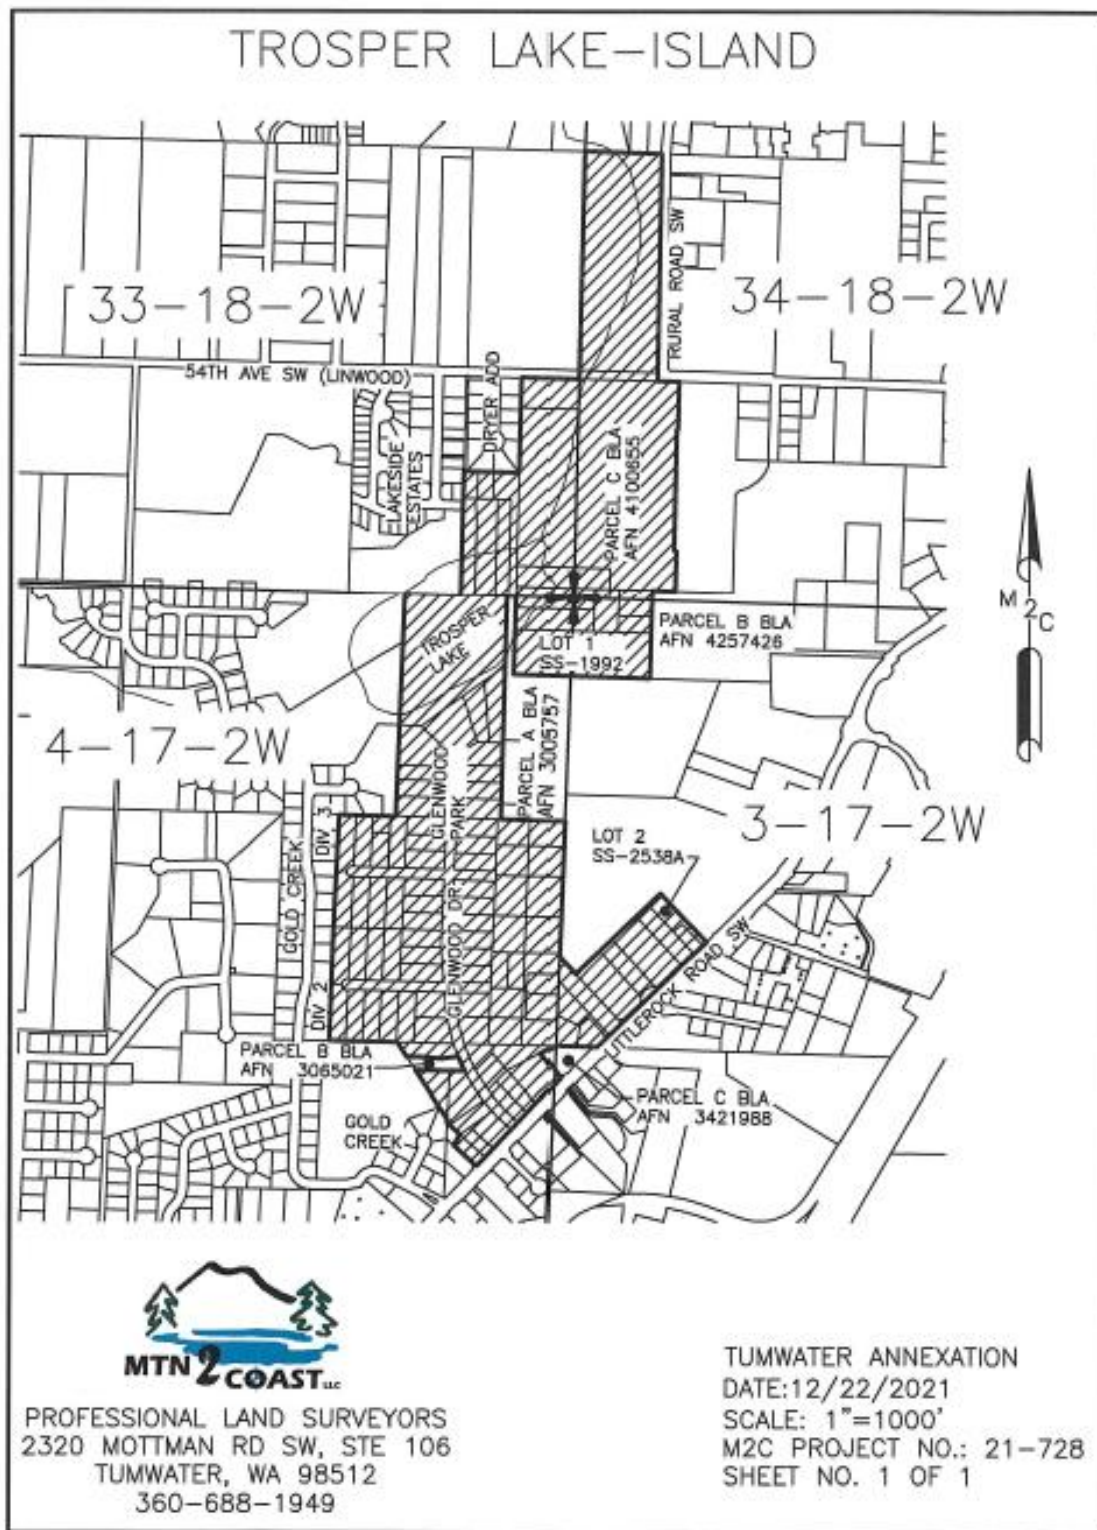 TROSPER LAKE-ISLAND
33-18-2W
34-18-2W
RURAL ROAD SW
54TH AVE SW (LINWOOD)
DRYER ADD
LAKESIDE
ESTATES
PARCEL C BLA
AFN 4100655
M2C
TROSPER
LAKE
LOT 1
SS-1992
PARCEL B BLA
AFN 4257426
PARCEL A BLA
AFN 3005757
4-17-2W
3-17-2W
GLENWOOD
PARK
GLENWOOD DR
GOLD CREEK
DIV 3
DIV 2
LOT 2
SS-2538A
LITTLEROCK ROAD SW
PARCEL B BLA
AFN 3065021
PARCEL C BLA
AFN 3421988
GOLD
CREEK
MTN 2 COAST LLC
PROFESSIONAL LAND SURVEYORS
2320 MOTTMAN RD SW, STE 106
TUMWATER, WA 98512
360-688-1949
TUMWATER ANNEXATION
DATE:12/22/2021
SCALE: 1"=1000'
M2C PROJECT NO.: 21-728
SHEET NO. 1 OF 1